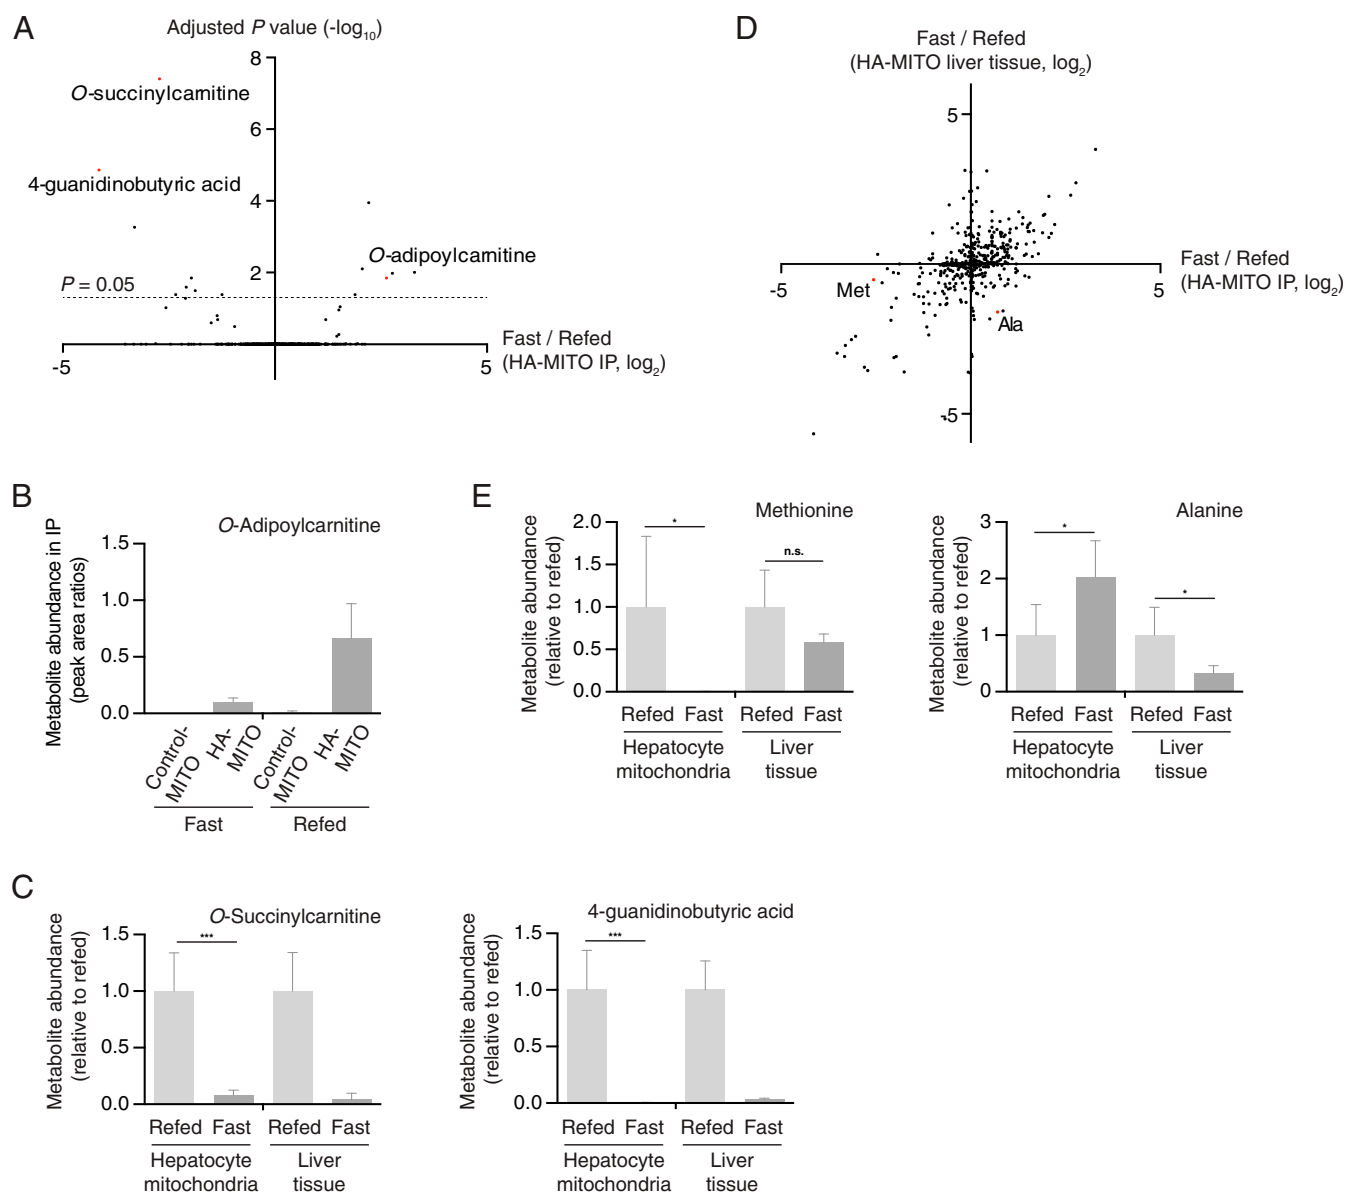 A
Adjusted P value (-log10)
8
O-succinylcarnitine
6
4-guanidinobutyric acid
4
O-adipoylcarnitine
2
P = 0.05
-5
5
Fast / Refed
(HA-MITO IP, log2)
D
Fast / Refed
(HA-MITO liver tissue, log2)
5
-5
5
-5
Met
Ala
Fast / Refed
(HA-MITO IP, log2)
B
O-Adipoylcarnitine
Metabolite abundance in IP
(peak area ratios)
1.5
1.0
0.5
0.0
Control-
MITO
HA-
MITO
Control-
MITO
HA-
MITO
Fast
Refed
E
Methionine
Metabolite abundance
(relative to refed)
2.0
1.5
1.0
0.5
0.0
*
n.s.
Refed Fast Refed Fast
Hepatocyte
mitochondria
Liver
tissue
Alanine
Metabolite abundance
(relative to refed)
3
2
1
0
*
*
Refed Fast Refed Fast
Hepatocyte
mitochondria
Liver
tissue
C
O-Succinylcarnitine
Metabolite abundance
(relative to refed)
1.5
1.0
0.5
0.0
***
Refed Fast Refed Fast
Hepatocyte
mitochondria
Liver
tissue
4-guanidinobutyric acid
Metabolite abundance
(relative to refed)
1.5
1.0
0.5
0.0
***
Refed Fast Refed Fast
Hepatocyte
mitochondria
Liver
tissue